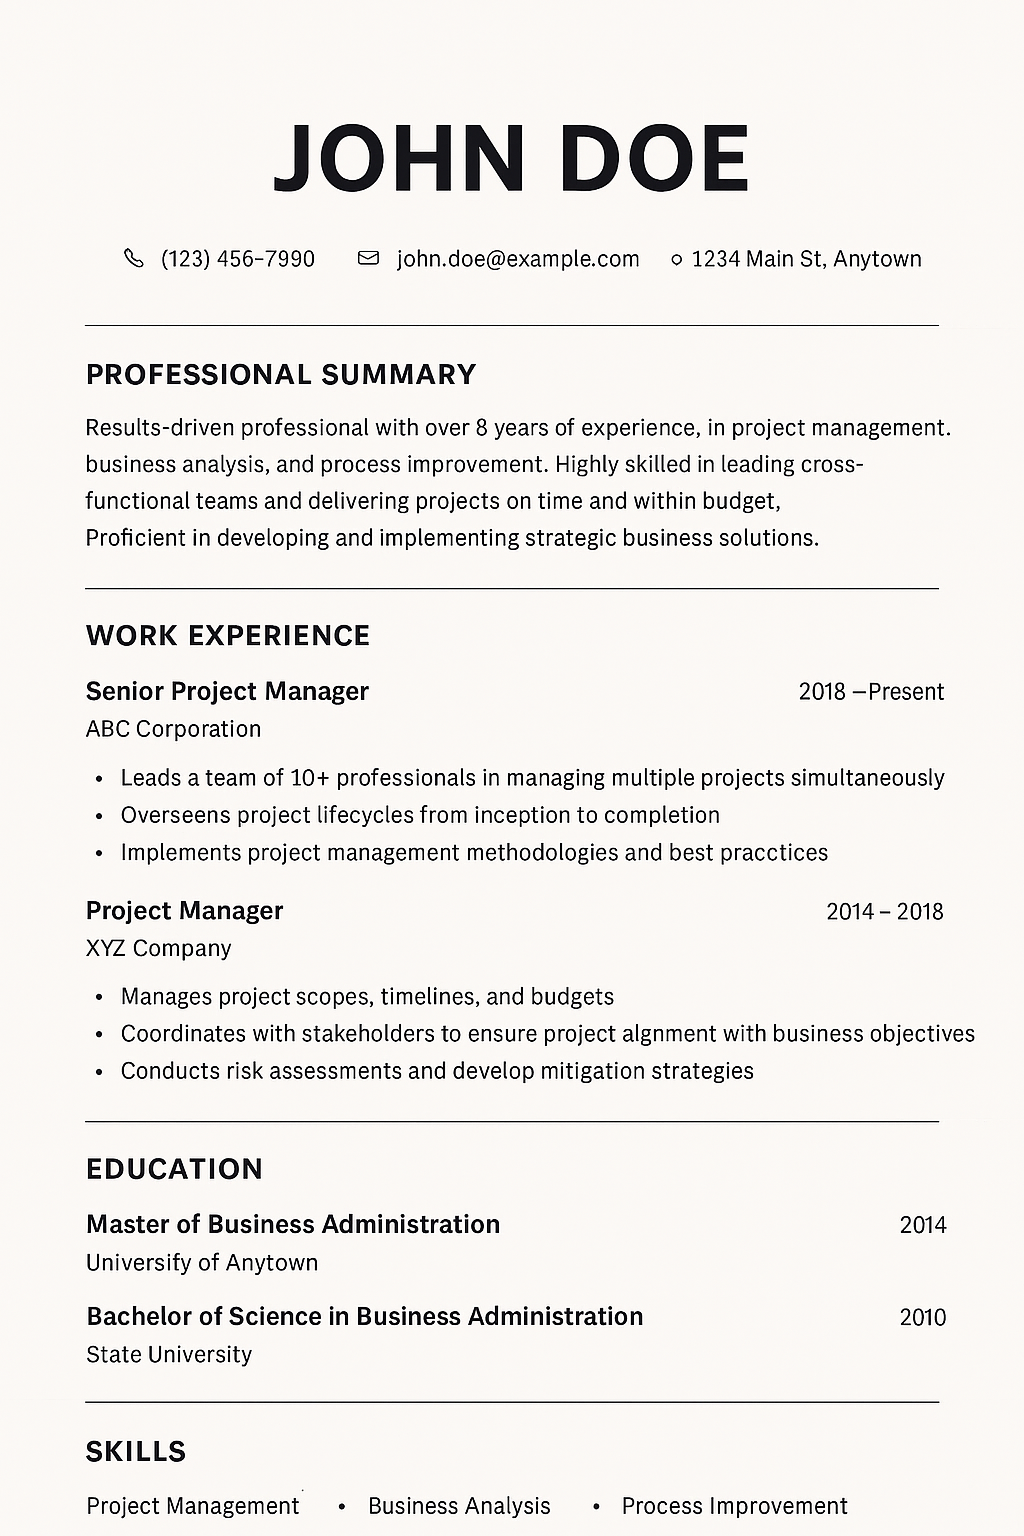 JOHN DOE
(123) 456-7990 john.doe@example.com 1234 Main St, Anytown
PROFESSIONAL SUMMARY
Results-driven professional with over 8 years of experience, in project management.
business analysis, and process improvement. Highly skilled in leading cross-
functional teams and delivering projects on time and within budget,
Proficient in developing and implementing strategic business solutions.
WORK EXPERIENCE
Senior Project Manager 2018 –Present
ABC Corporation
• Leads a team of 10+ professionals in managing multiple projects simultaneously
• Overseens project lifecycles from inception to completion
• Implements project management methodologies and best pracctices
Project Manager 2014 – 2018
XYZ Company
• Manages project scopes, timelines, and budgets
• Coordinates with stakeholders to ensure project algnment with business objectives
• Conducts risk assessments and develop mitigation strategies
EDUCATION
Master of Business Administration 2014
Universify of Anytown
Bachelor of Science in Business Administration 2010
State University
SKILLS
Project Management • Business Analysis • Process Improvement